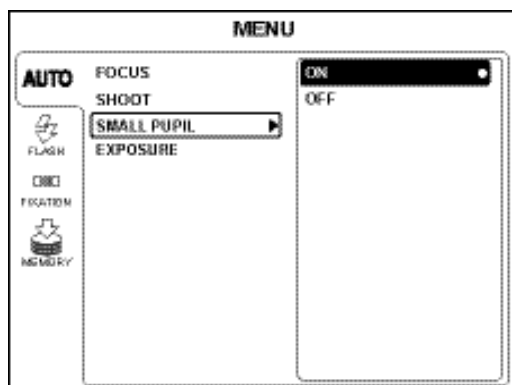 MENU
AUTO
FLASH
FIXATION
MEMORY
FOCUS
SHOOT
SMALL PUPIL
EXPOSURE
ON
OFF